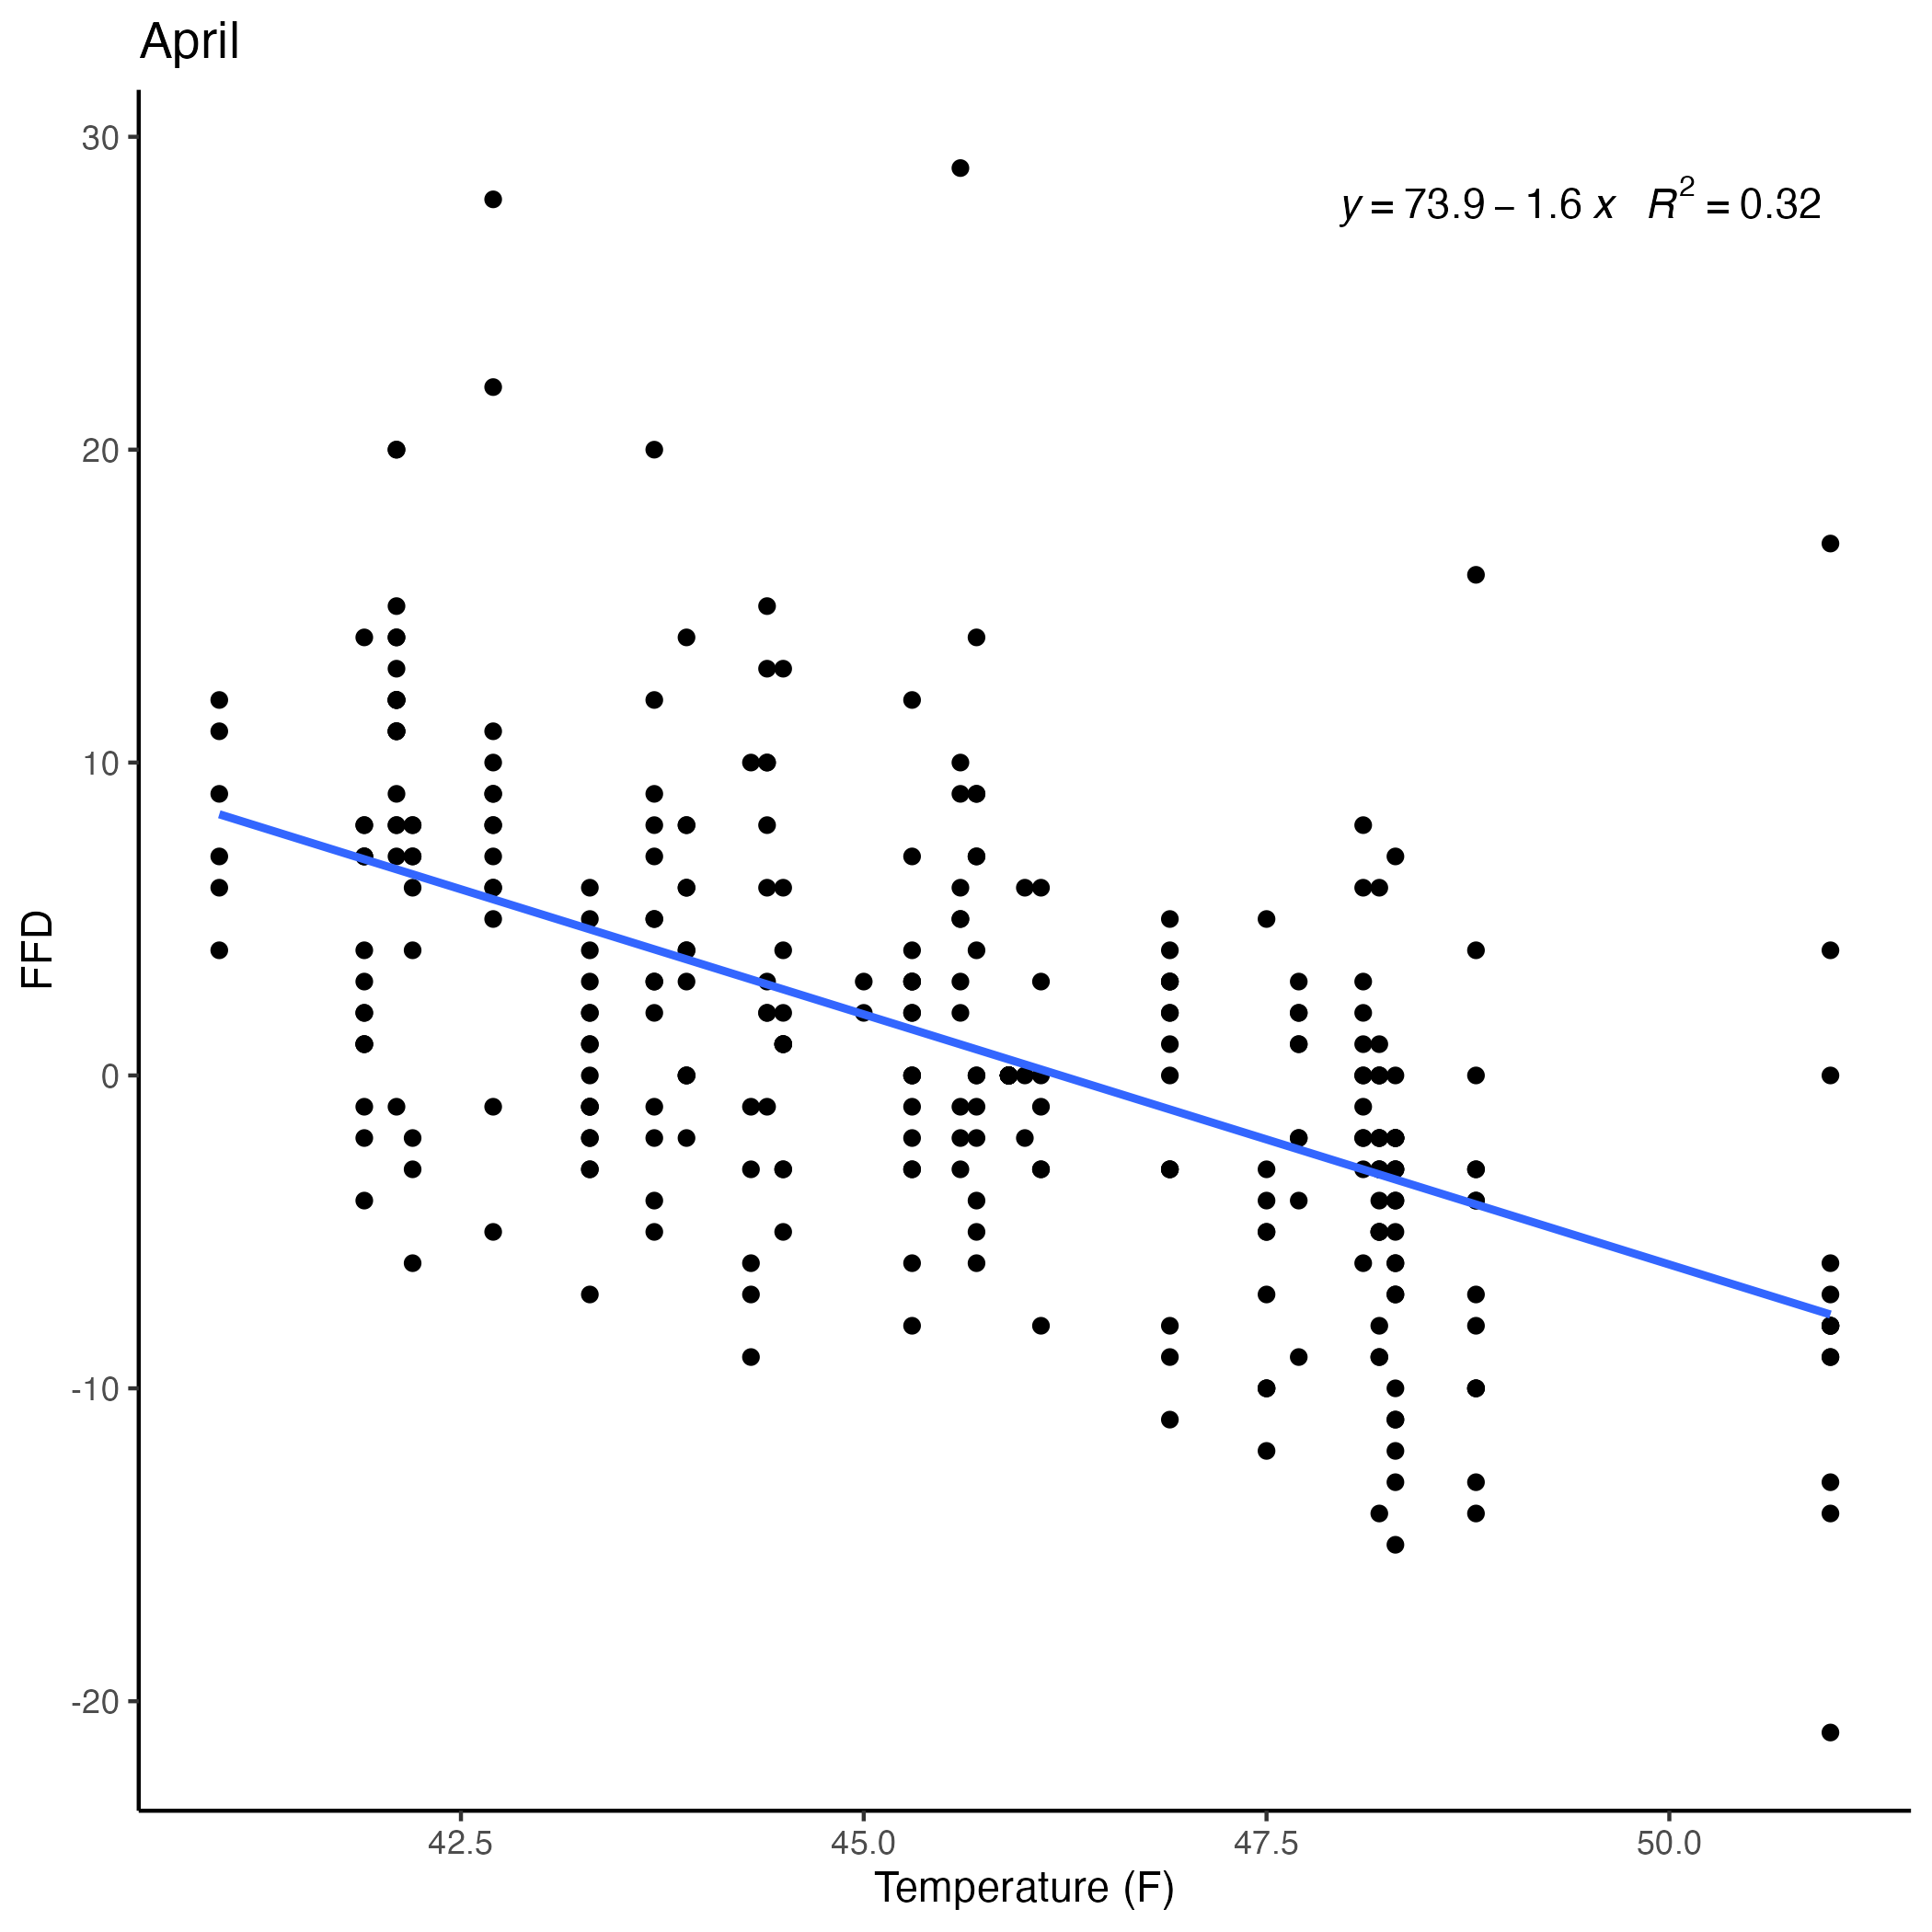 April
30
20
10
0
-10
-20
FFD
y = 73.9 − 1.6 x R² = 0.32
42.5 45.0 47.5 50.0
Temperature (F)